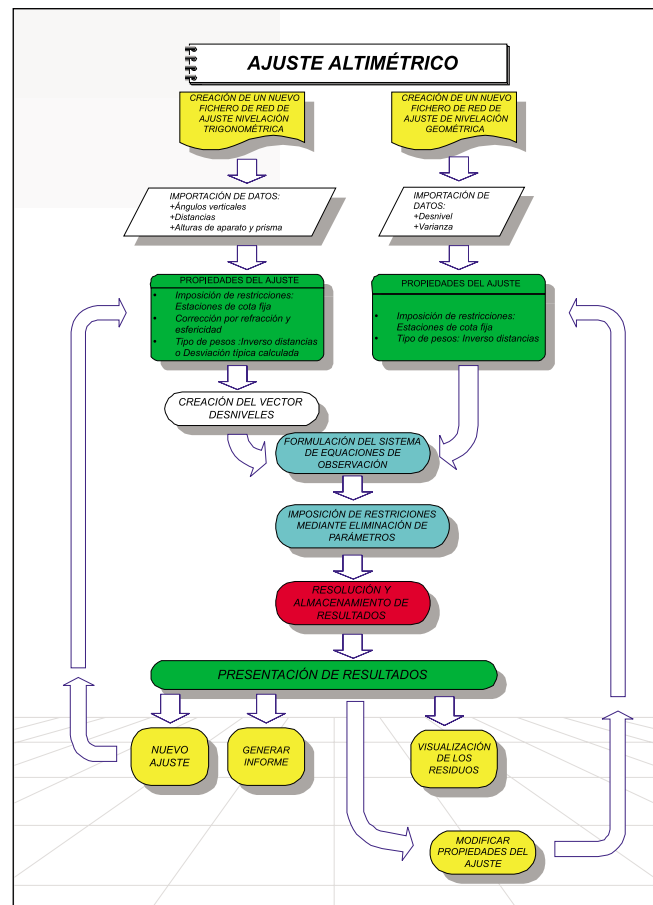 AJUSTE ALTIMÉTRICO
CREACIÓN DE UN NUEVO
FICHERO DE RED DE
AJUSTE NIVELACIÓN
TRIGONOMÉTRICA
CREACIÓN DE UN NUEVO
FICHERO DE RED DE
AJUSTE DE NIVELACIÓN
GEOMÉTRICA
IMPORTACIÓN DE DATOS:
+Ángulos verticales
+Distancias
+Alturas de aparato y prisma
IMPORTACIÓN DE
DATOS:
+Desnivel
+Varianza
PROPIEDADES DEL AJUSTE
• Imposición de restricciones:
Estaciones de cota fija
• Corrección por refracción y
esfericidad
• Tipo de pesos :Inverso distancias
o Desviación típica calculada
PROPIEDADES DEL AJUSTE
• Imposición de restricciones:
Estaciones de cota fija
• Tipo de pesos: Inverso distancias
CREACIÓN DEL VECTOR
DESNIVELES
FORMULACIÓN DEL SISTEMA
DE EQUACIONES DE
OBSERVACIÓN
IMPOSICIÓN DE RESTRICIONES
MEDIANTE ELIMINACIÓN DE
PARÁMETROS
RESOLUCIÓN Y
ALMACENAMIENTO DE
RESULTADOS
PRESENTACIÓN DE RESULTADOS
NUEVO
AJUSTE
GENERAR
INFORME
VISUALIZACIÓN
DE LOS
RESIDUOS
MODIFICAR
PROPIEDADES DEL
AJUSTE